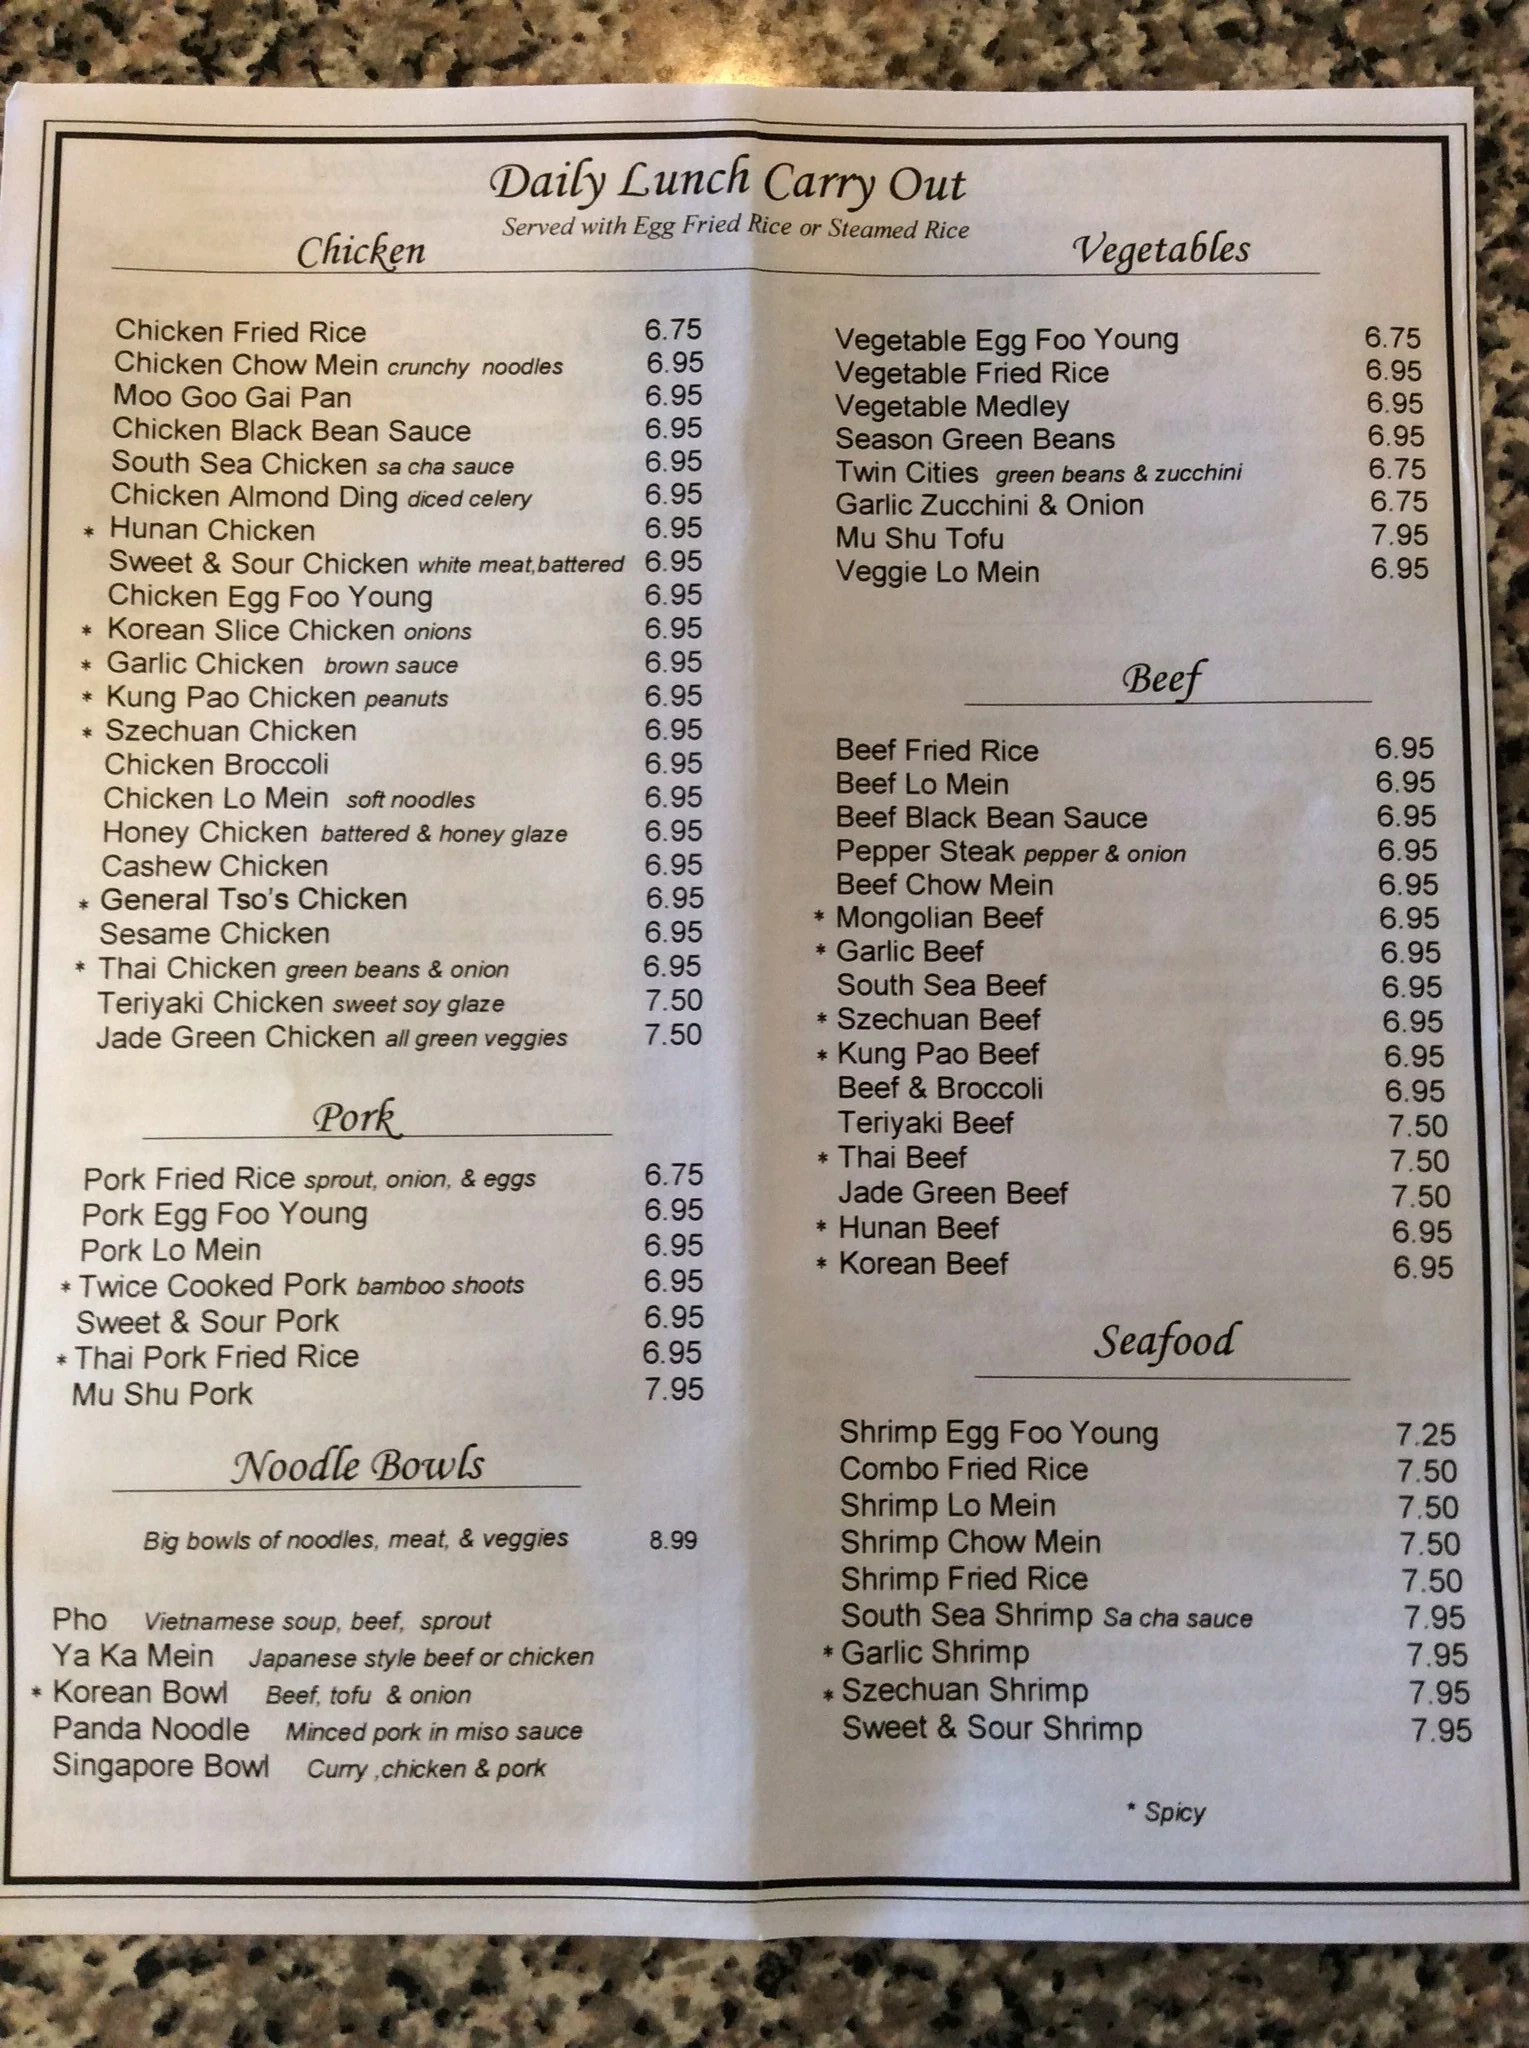 Daily Lunch Carry Out
Served with Egg Fried Rice or Steamed Rice
Chicken
Chicken Fried Rice 6.75
Chicken Chow Mein crunchy noodles 6.95
Moo Goo Gai Pan 6.95
Chicken Black Bean Sauce 6.95
South Sea Chicken sa cha sauce 6.95
Chicken Almond Ding diced celery 6.95
* Hunan Chicken 6.95
Sweet & Sour Chicken white meat,battered 6.95
Chicken Egg Foo Young 6.95
* Korean Slice Chicken onions 6.95
* Garlic Chicken brown sauce 6.95
* Kung Pao Chicken peanuts 6.95
* Szechuan Chicken 6.95
Chicken Broccoli 6.95
Chicken Lo Mein soft noodles 6.95
Honey Chicken battered & honey glaze 6.95
Cashew Chicken 6.95
* General Tso's Chicken 6.95
Sesame Chicken 6.95
* Thai Chicken green beans & onion 6.95
Teriyaki Chicken sweet soy glaze 7.50
Jade Green Chicken all green veggies 7.50
Pork
Pork Fried Rice sprout, onion, & eggs 6.75
Pork Egg Foo Young 6.95
Pork Lo Mein 6.95
* Twice Cooked Pork bamboo shoots 6.95
Sweet & Sour Pork 6.95
* Thai Pork Fried Rice 6.95
Mu Shu Pork 7.95
Noodle Bowls
Big bowls of noodles, meat, & veggies 8.99
Pho Vietnamese soup, beef, sprout
Ya Ka Mein Japanese style beef or chicken
* Korean Bowl Beef, tofu & onion
Panda Noodle Minced pork in miso sauce
Singapore Bowl Curry ,chicken & pork
Vegetables
Vegetable Egg Foo Young 6.75
Vegetable Fried Rice 6.95
Vegetable Medley 6.95
Season Green Beans 6.95
Twin Cities green beans & zucchini 6.75
Garlic Zucchini & Onion 6.75
Mu Shu Tofu 7.95
Veggie Lo Mein 6.95
Beef
Beef Fried Rice 6.95
Beef Lo Mein 6.95
Beef Black Bean Sauce 6.95
Pepper Steak pepper & onion 6.95
Beef Chow Mein 6.95
* Mongolian Beef 6.95
* Garlic Beef 6.95
South Sea Beef 6.95
* Szechuan Beef 6.95
* Kung Pao Beef 6.95
Beef & Broccoli 6.95
Teriyaki Beef 7.50
* Thai Beef 7.50
Jade Green Beef 7.50
* Hunan Beef 6.95
* Korean Beef 6.95
Seafood
Shrimp Egg Foo Young 7.25
Combo Fried Rice 7.50
Shrimp Lo Mein 7.50
Shrimp Chow Mein 7.50
Shrimp Fried Rice 7.50
South Sea Shrimp Sa cha sauce 7.95
* Garlic Shrimp 7.95
* Szechuan Shrimp 7.95
Sweet & Sour Shrimp 7.95
* Spicy